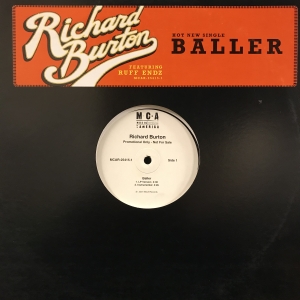 Richard
Burton
HOT NEW SINGLE
BALLER
FEATURING
RUFF ENDZ
MCA
Richard Burton
Promotional Only - Not For Sale
Side 1
Baller